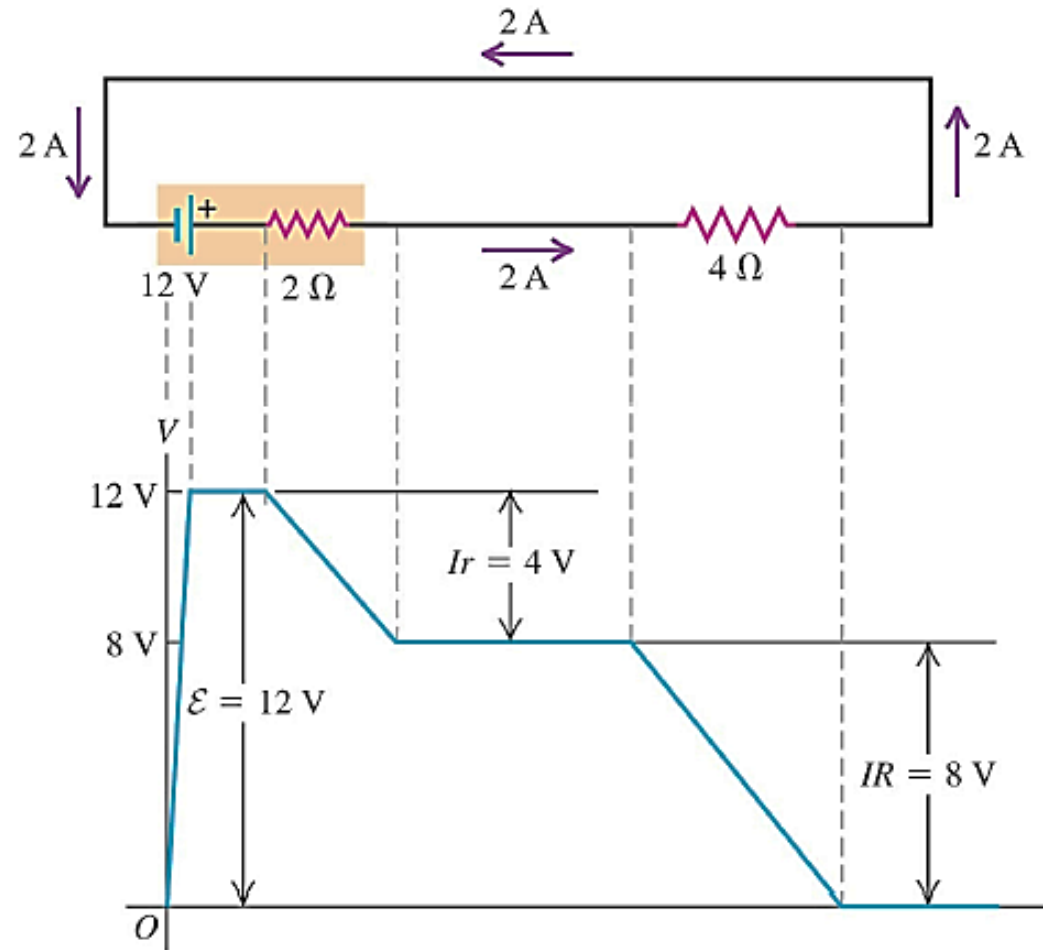 2 A
2 A
2 A
+
12 V
2 Ω
2 A
4 Ω
V
12 V
Ir = 4 V
8 V
ℰ = 12 V
IR = 8 V
O